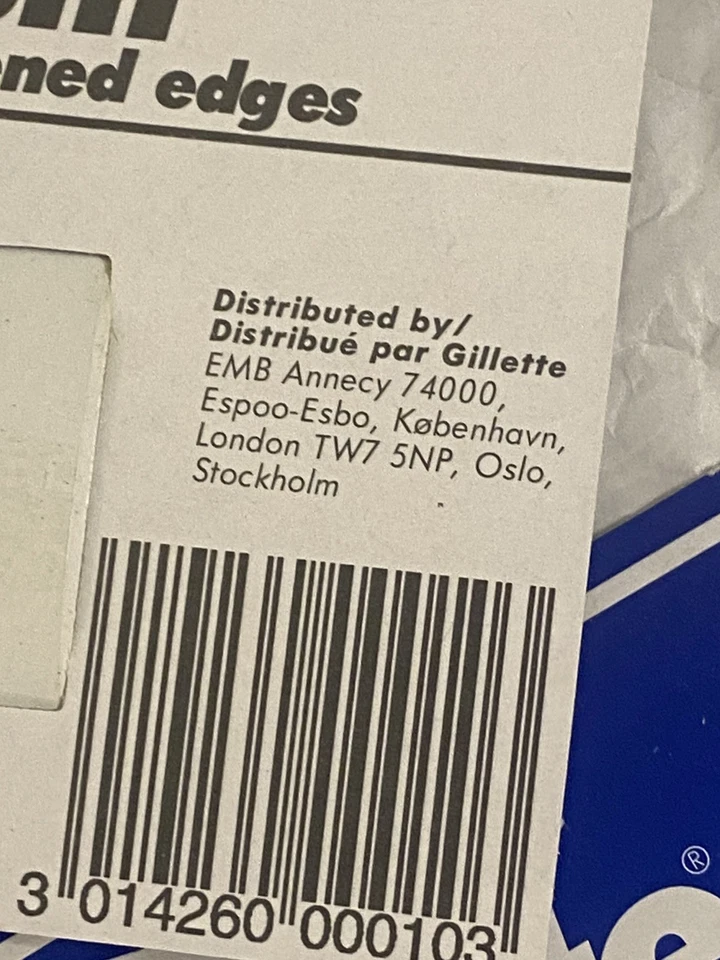 edges
Distributed by/
Distribué par Gillette
EMB Annecy 74000,
Espoo-Esbo, København,
London TW7 5NP, Oslo,
Stockholm
3 014260 000103
®